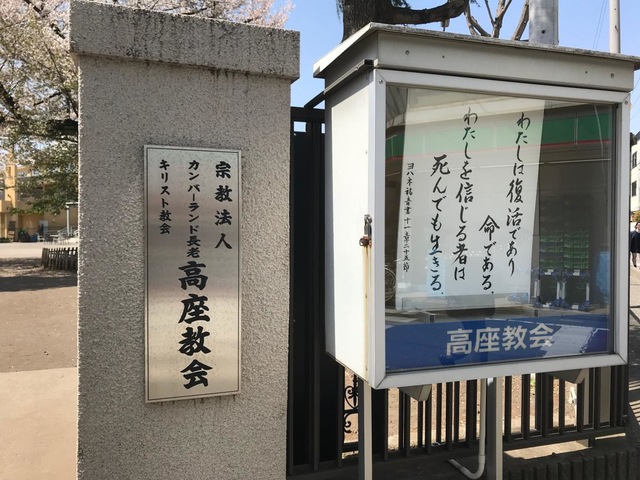 宗教法人
カンバーランド長老
キリスト教会
高座教会
わたしは復活であり
命である。
わたしを信じる者は
死んでも生きる。
ヨハネ福音書十一章二十五節
高座教会